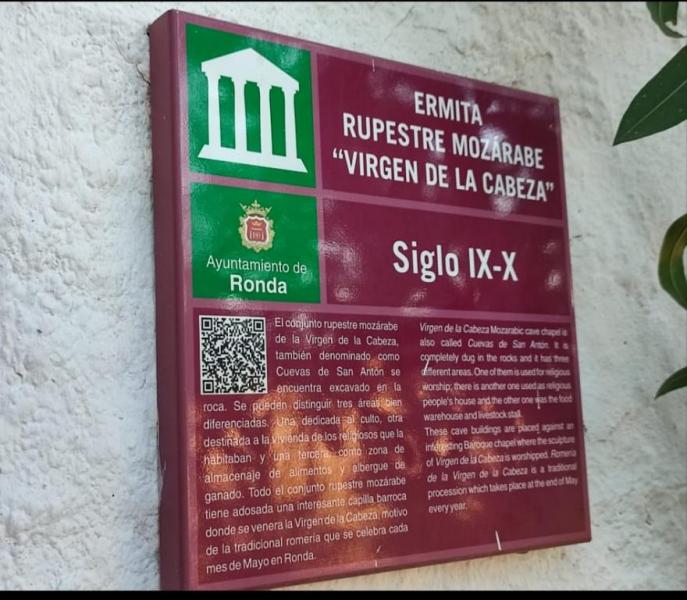 ERMITA
RUPESTRE MOZÁRABE
“VIRGEN DE LA CABEZA”
Ayuntamiento de
Ronda
Siglo IX-X
El conjunto rupestre mozárabe
de la Virgen de la Cabeza,
también denominado como
Cuevas de San Antón se
encuentra excavado en la
roca. Se pueden distinguir tres áreas bien
diferenciadas. Una dedicada al culto, otra
destinada a la vivienda de los religiosos que la
habitaban y una tercera como zona de
almacenaje de alimentos y albergue de
ganado. Todo el conjunto rupestre mozárabe
tiene adosada una interesante capilla barroca
donde se venera la Virgen de la Cabeza, motivo
de la tradicional romería que se celebra cada
mes de Mayo en Ronda.
Virgen de la Cabeza Mozarabic cave chapel is
also called Cuevas de San Antón. It is
completely dug in the rocks and it has three
different areas. One of them is used for religious
worship; there is another one used as religious
people's house and the other one was the food
warehouse and livestock stall.
These cave buildings are placed against an
interesting Baroque chapel where the sculpture
of Virgen de la Cabeza is worshipped. Romería
de la Virgen de la Cabeza is a traditional
procession which takes place at the end of May
every year.